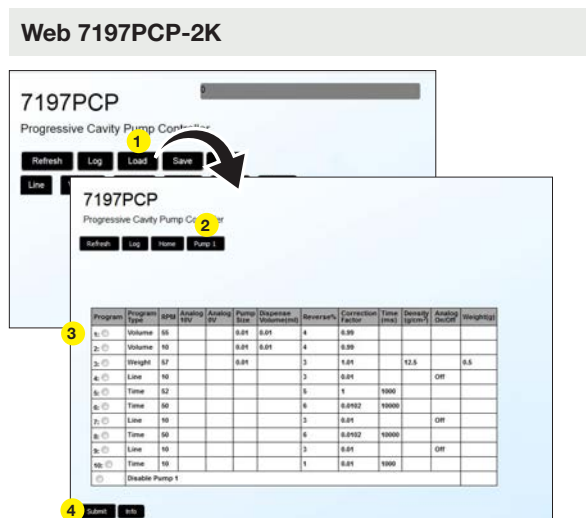 Web 7197PCP-2K
0
7197PCP
Progressive Cavity Pump Controller
1
Refresh Log Load Save
Line
7197PCP
Progressive Cavity Pump
2
Refresh Log Home Pump 1
Program Program Type RPM Analog 10V Analog 0V Pump Size Dispense Volume(ml) Reverse% Correction Factor Time (ms) Density (g/cm³) Analog On/Off Weight(g)
3
1: Volume 55 0.01 0.01 4 0.99
2: Volume 10 0.01 0.01 4 0.99
3: Weight 57 0.01 3 1.01 12.5 0.5
4: Line 10 3 0.01 Off
5: Time 52 5 1 1000
6: Time 50 6 0.0102 10000
7: Line 10 3 0.01 Off
8: Time 50 6 0.0102 10000
9: Line 10 3 0.01 Off
10: Time 10 1 0.01 1000
Disable Pump 1
4 Submit Info